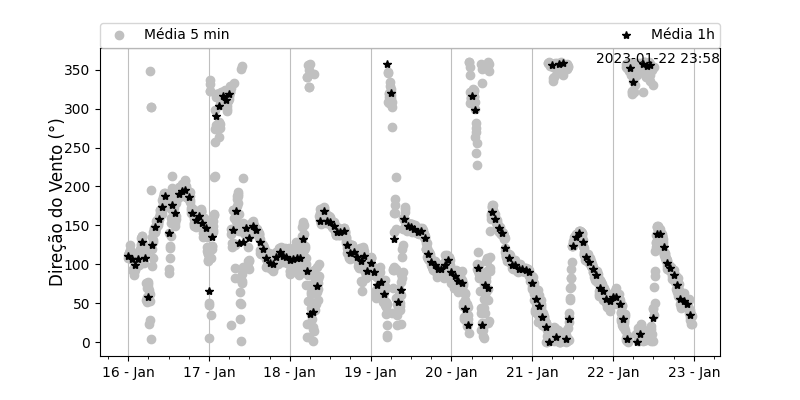 Média 5 min
Média 1h
2023-01-22 23:58
Direção do Vento (°)
350
300
250
200
150
100
50
0
16 - Jan
17 - Jan
18 - Jan
19 - Jan
20 - Jan
21 - Jan
22 - Jan
23 - Jan